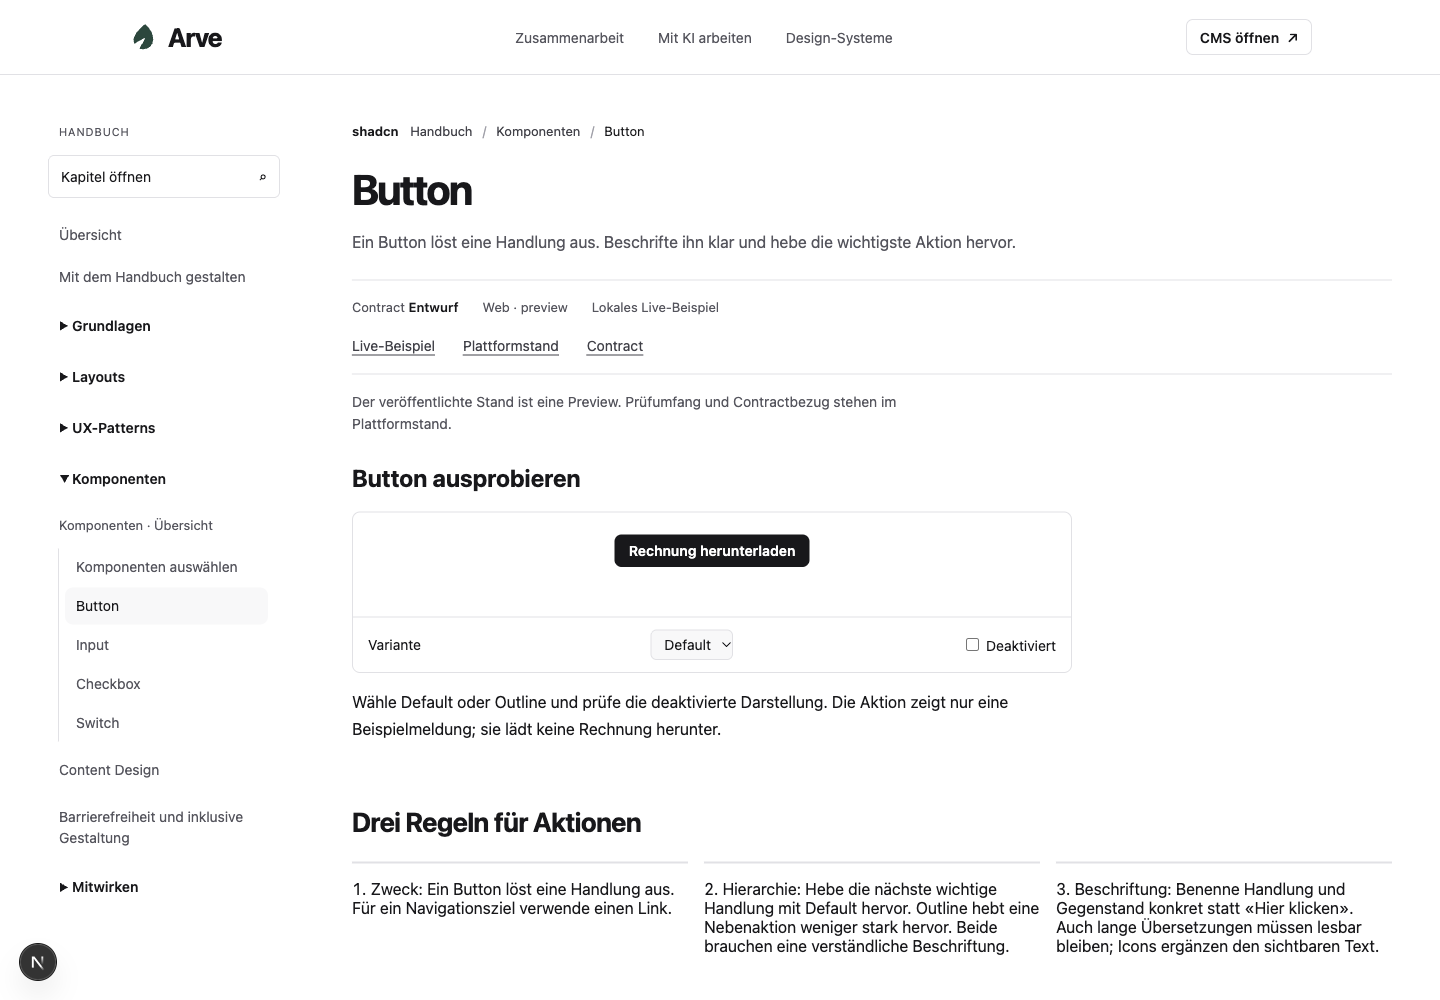 Arve
Zusammenarbeit
Mit KI arbeiten
Design-Systeme
CMS öffnen
HANDBUCH
Kapitel öffnen
Übersicht
Mit dem Handbuch gestalten
Grundlagen
Layouts
UX-Patterns
Komponenten
Komponenten · Übersicht
Komponenten auswählen
Button
Input
Checkbox
Switch
Content Design
Barrierefreiheit und inklusive
Gestaltung
Mitwirken
N
shadcn Handbuch / Komponenten / Button
Button
Ein Button löst eine Handlung aus. Beschrifte ihn klar und hebe die wichtigste Aktion hervor.
Contract Entwurf
Web · preview
Lokales Live-Beispiel
Live-Beispiel
Plattformstand
Contract
Der veröffentlichte Stand ist eine Preview. Prüfumfang und Contractbezug stehen im
Plattformstand.
Button ausprobieren
Rechnung herunterladen
Variante
Default
Deaktiviert
Wähle Default oder Outline und prüfe die deaktivierte Darstellung. Die Aktion zeigt nur eine
Beispielmeldung; sie lädt keine Rechnung herunter.
Drei Regeln für Aktionen
1. Zweck: Ein Button löst eine Handlung aus.
Für ein Navigationsziel verwende einen Link.
2. Hierarchie: Hebe die nächste wichtige
Handlung mit Default hervor. Outline hebt eine
Nebenaktion weniger stark hervor. Beide
brauchen eine verständliche Beschriftung.
3. Beschriftung: Benenne Handlung und
Gegenstand konkret statt «Hier klicken».
Auch lange Übersetzungen müssen lesbar
bleiben; Icons ergänzen den sichtbaren Text.